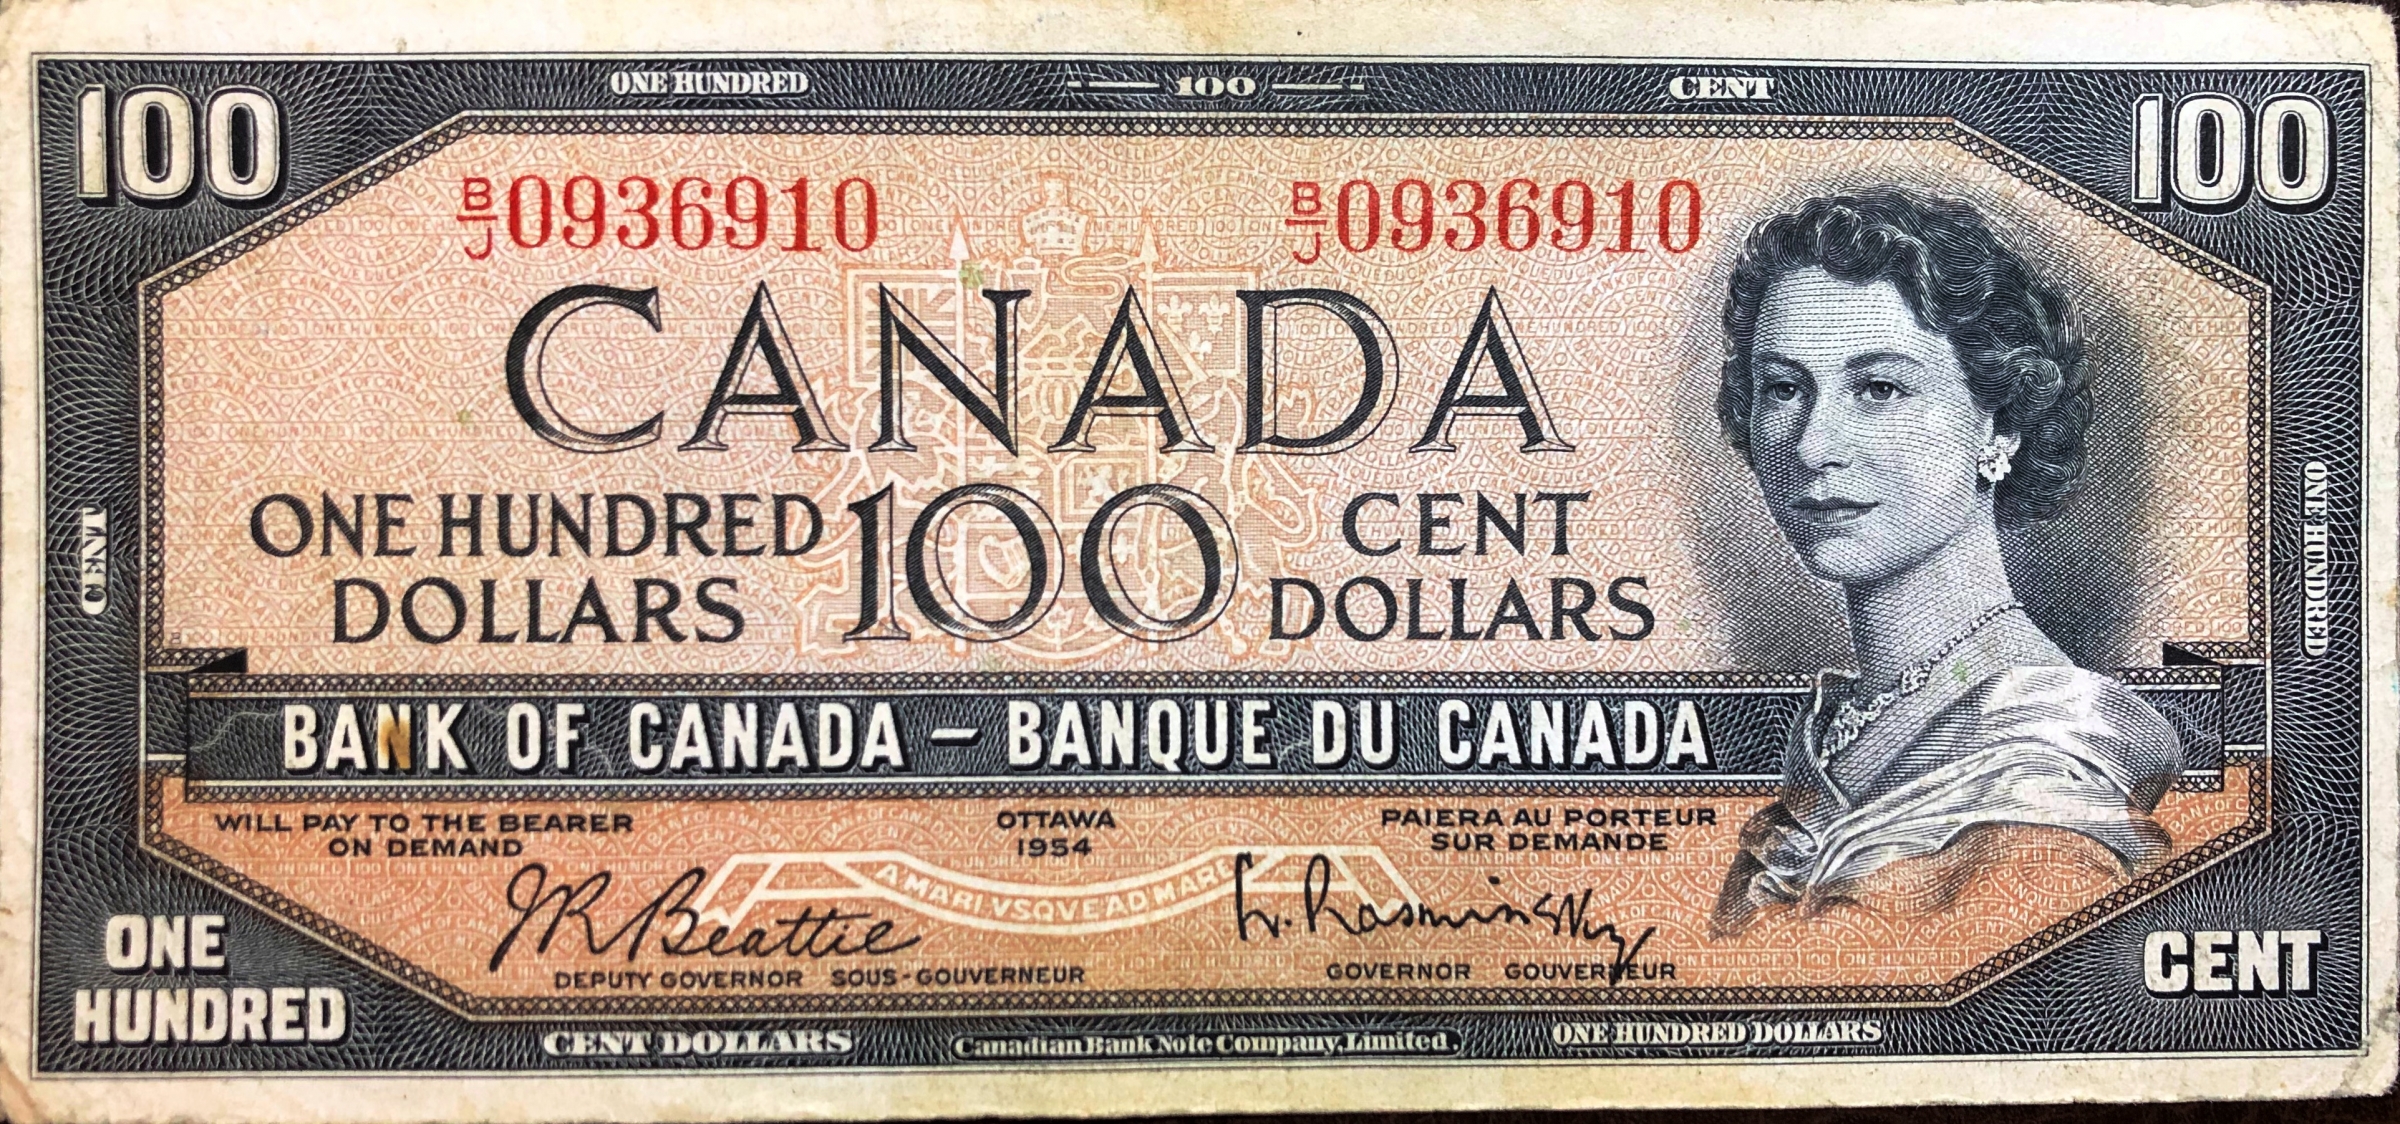 ONE HUNDRED 100 CENT
100 100
B/J 0936910 B/J 0936910
CANADA
ONE HUNDRED DOLLARS 100 CENT DOLLARS
CENT
ONE HUNDRED
BANK OF CANADA – BANQUE DU CANADA
WILL PAY TO THE BEARER
ON DEMAND
OTTAWA
1954
PAIERA AU PORTEUR
SUR DEMANDE
A MARI VSQVE AD MARE
JR Beattie
L. Rasminsky
DEPUTY GOVERNOR SOUS-GOUVERNEUR
GOVERNOR GOUVERNEUR
ONE
HUNDRED
CENT
CENT DOLLARS Canadian Bank Note Company, Limited. ONE HUNDRED DOLLARS